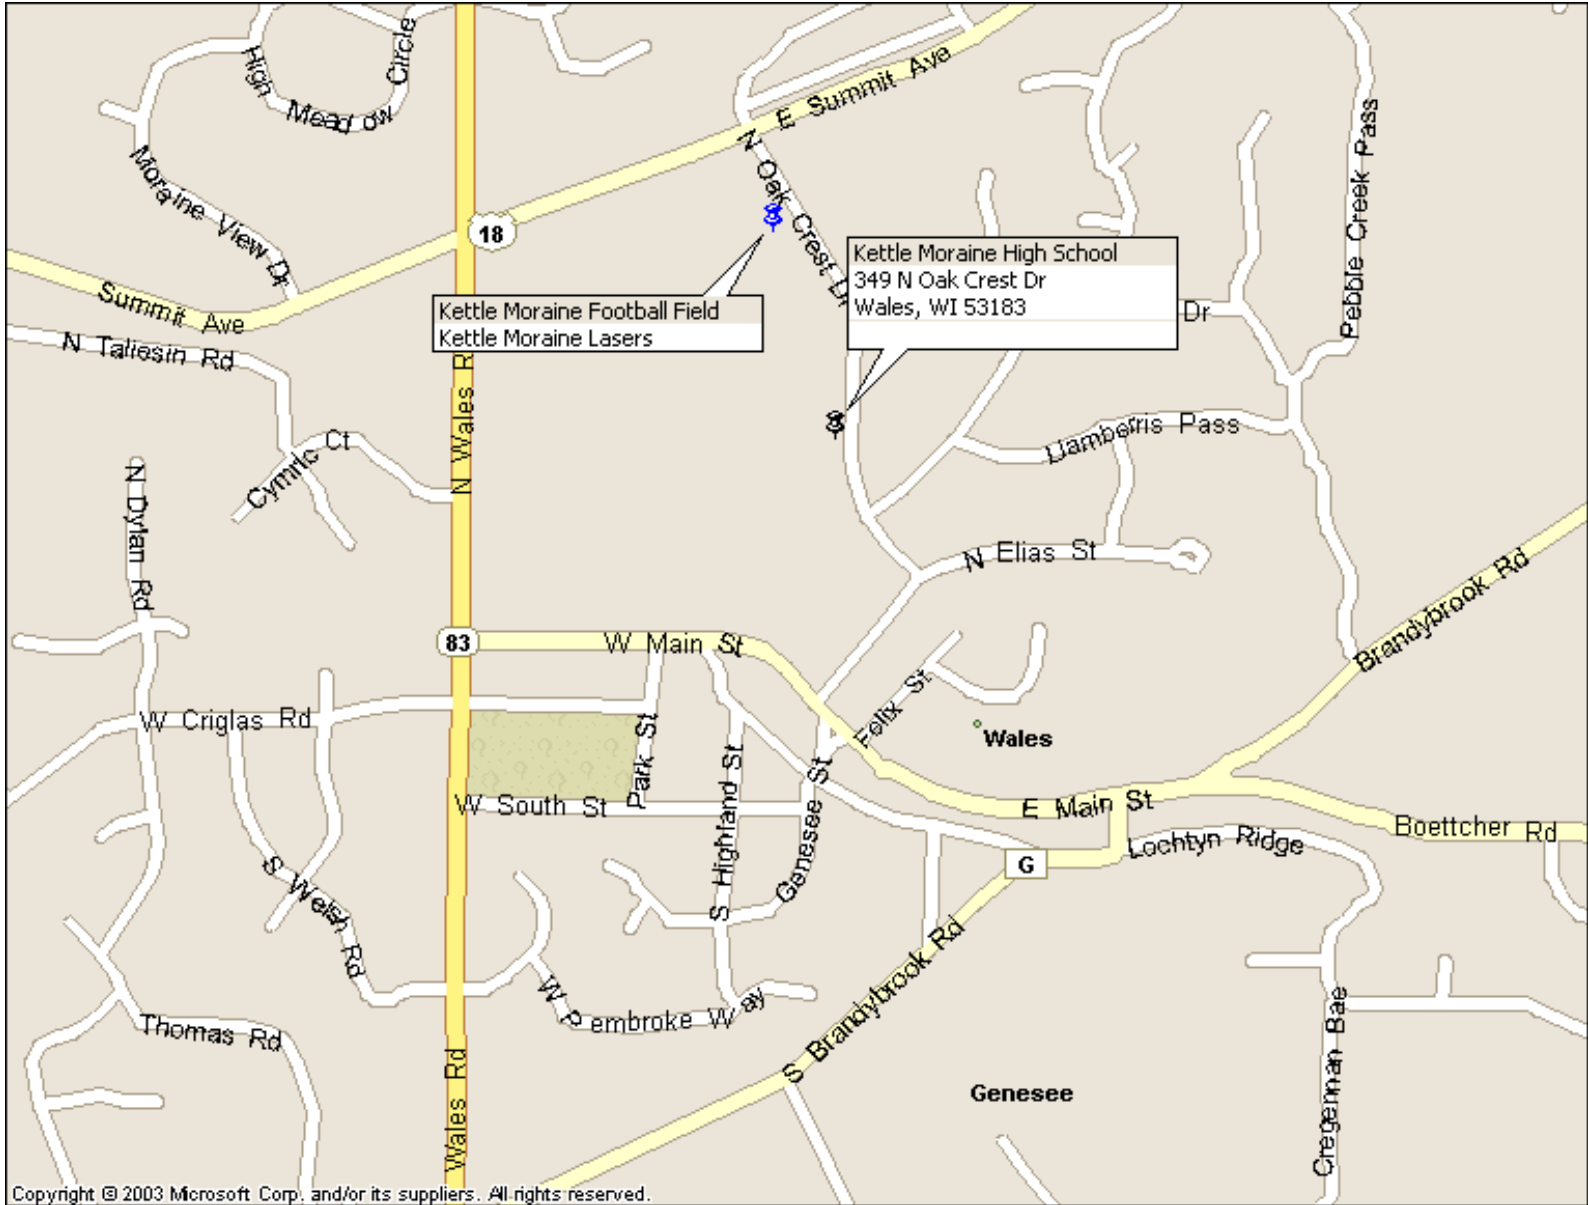 High Meadow Circle
E Summit Ave
N Oak Crest Dr
Moraine View Dr
Pebble Creek Pass
18
Kettle Moraine High School
349 N Oak Crest Dr
Wales, WI 53183
Kettle Moraine Football Field
Kettle Moraine Lasers
Summit Ave
Dr
N Taliesin Rd
N Wales R
Cymric Ct
Llamberris Pass
N Dylan Rd
N Elias St
Brandybrook Rd
83
W Main St
W Criglas Rd
Felix St
Wales
Park St
S Highland St
Genesee St
W South St
E Main St
Boettcher Rd
Lochtyn Ridge
G
S Welsh Rd
W Pembroke Way
S Brandybrook Rd
Thomas Rd
Cregennan Bae
Wales Rd
Genesee
Copyright © 2003 Microsoft Corp. and/or its suppliers. All rights reserved.